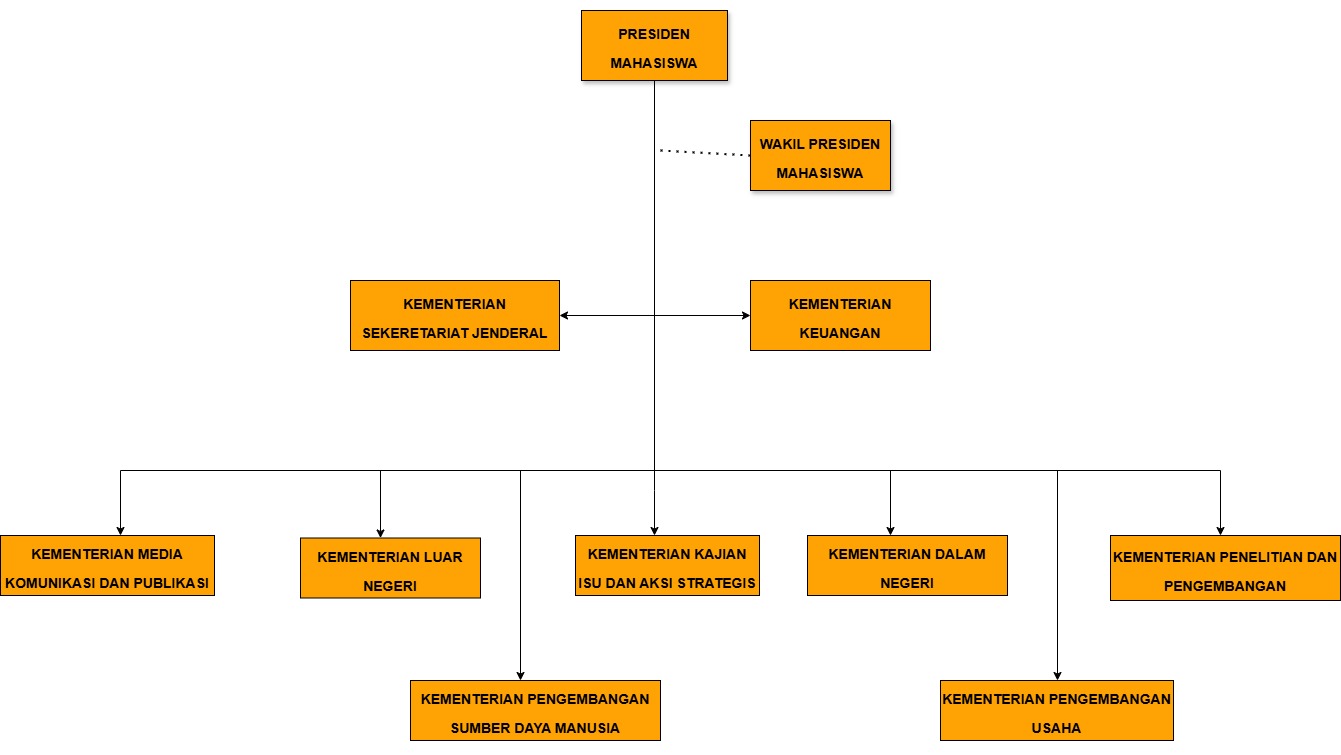 PRESIDEN
MAHASISWA
WAKIL PRESIDEN
MAHASISWA
KEMENTERIAN
SEKERETARIAT JENDERAL
KEMENTERIAN
KEUANGAN
KEMENTERIAN MEDIA
KOMUNIKASI DAN PUBLIKASI
KEMENTERIAN LUAR
NEGERI
KEMENTERIAN KAJIAN
ISU DAN AKSI STRATEGIS
KEMENTERIAN DALAM
NEGERI
KEMENTERIAN PENELITIAN DAN
PENGEMBANGAN
KEMENTERIAN PENGEMBANGAN
SUMBER DAYA MANUSIA
KEMENTERIAN PENGEMBANGAN
USAHA